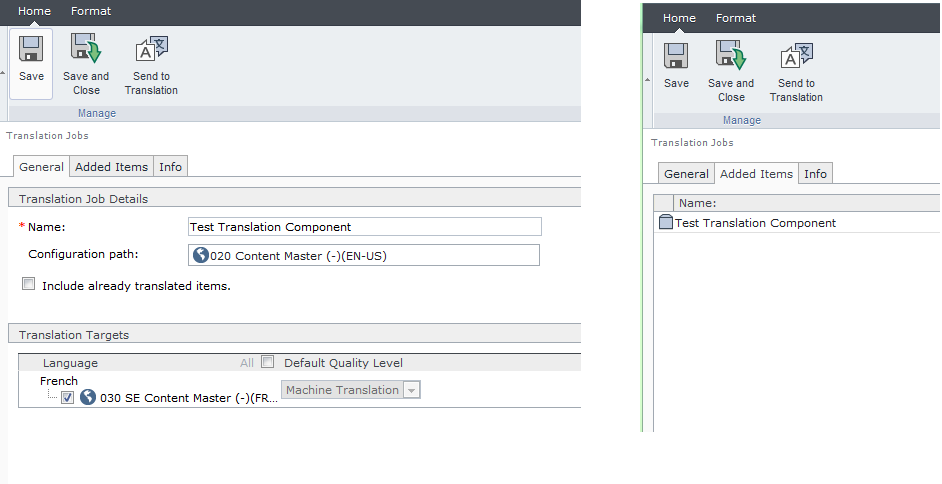 Home Format
Save
Save and
Close
Send to
Translation
Manage
Translation Jobs
General Added Items Info
Translation Job Details
* Name: Test Translation Component
Configuration path: 020 Content Master (-)(EN-US)
Include already translated items.
Translation Targets
Language All Default Quality Level
French
030 SE Content Master (-)(FR... Machine Translation
Home Format
Save
Save and
Close
Send to
Translation
Manage
Translation Jobs
General Added Items Info
Name:
Test Translation Component